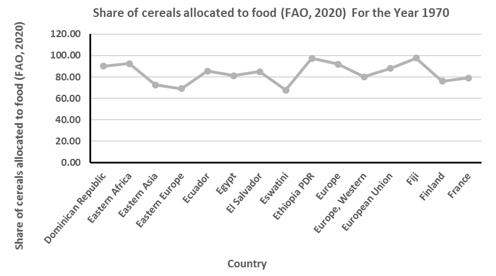 Share of cereals allocated to food (FAO, 2020)  For the Year 1970
Share of cereals allocated to food (FAO, 2020)
120.00
100.00
80.00
60.00
40.00
20.00
0.00
Dominican Republic
Eastern Africa
Eastern Asia
Eastern Europe
Ecuador
Egypt
El Salvador
Eswatini
Ethiopia PDR
Europe
Europe, Western
European Union
Fiji
Finland
France
Country